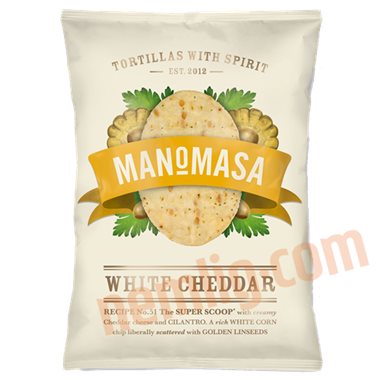 TORTILLAS WITH SPIRIT
EST. 2012
MANOMASA
WHITE CHEDDAR
RECIPE No.51 The SUPER SCOOP* with creamy
Cheddar cheese and CILANTRO. A rich WHITE CORN
chip liberally scattered with GOLDEN LINSEEDS
nemlig.com